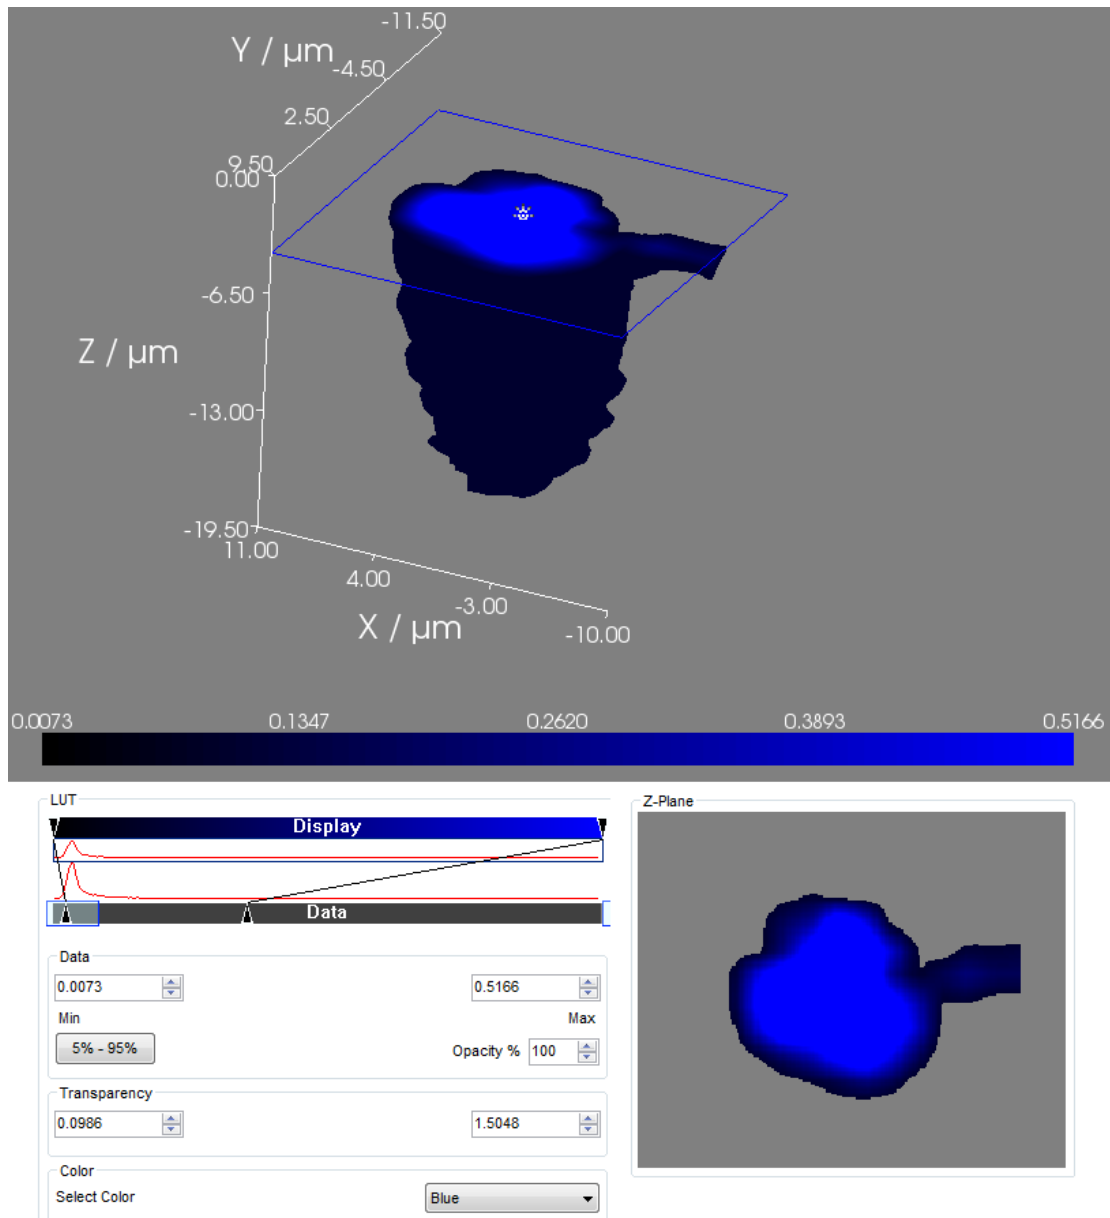 -11.50
Y / µm
-4.50
2.50
9.50
0.00
-6.50
Z / µm
-13.00
-19.50
11.00
4.00
-3.00
X / µm
-10.00
0.0073 0.1347 0.2620 0.3893 0.5166
LUT
Display
Data
Data
0.0073 0.5166
Min Max
5% - 95% Opacity % 100
Transparency
0.0986 1.5048
Color
Select Color Blue
Z-Plane